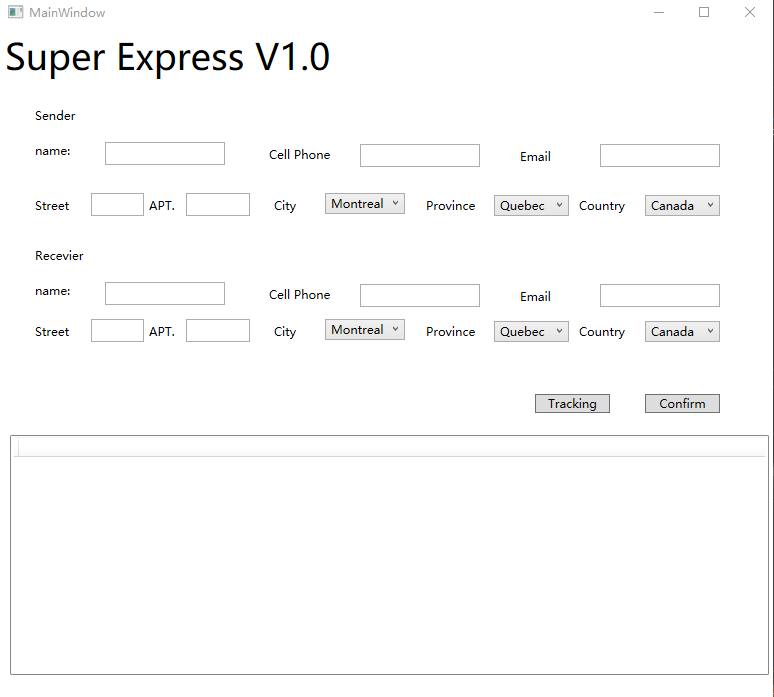 MainWindow
Super Express V1.0
Sender
name: Cell Phone Email
Street APT. City Montreal Province Quebec Country Canada
Recevier
name: Cell Phone Email
Street APT. City Montreal Province Quebec Country Canada
Tracking Confirm